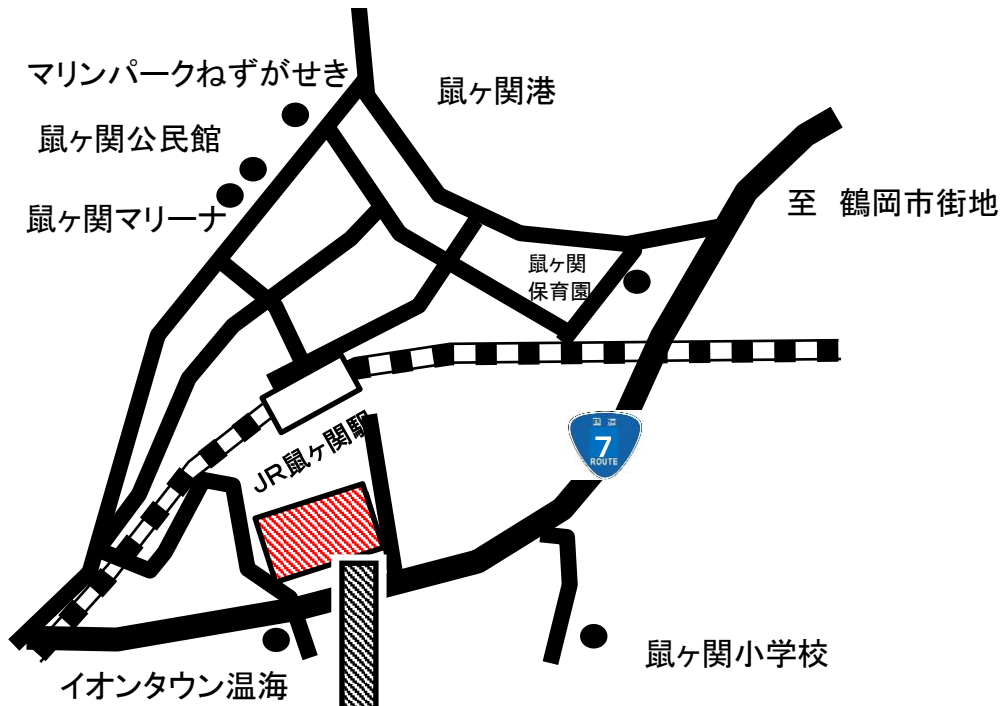 マリンパークねずがせき
鼠ヶ関港
鼠ヶ関公民館
鼠ヶ関マリーナ
至　鶴岡市街地
鼠ヶ関
保育園
国道
7
ROUTE
JR鼠ヶ関駅
鼠ヶ関小学校
イオンタウン温海